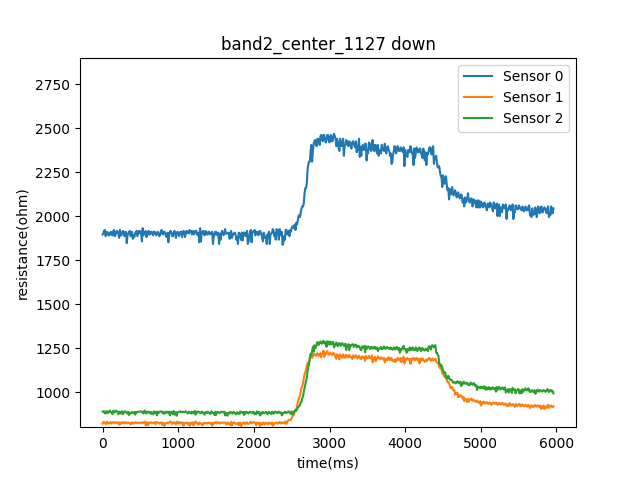 band2_center_1127 down
Sensor 0
Sensor 1
Sensor 2
resistance(ohm)
2750
2500
2250
2000
1750
1500
1250
1000
0 1000 2000 3000 4000 5000 6000
time(ms)